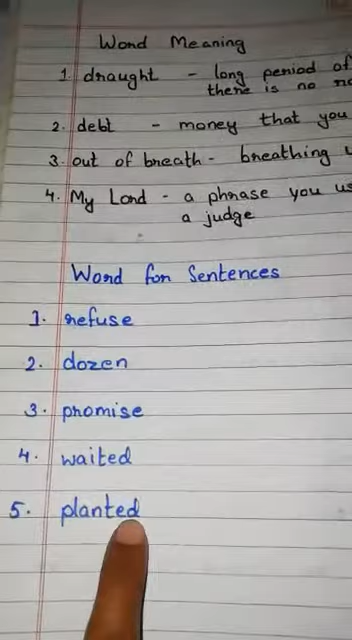 Word Meaning
1. draught - long period of
there is no
2. debt - money that you
3. out of breath - breathing
4. My Lord - a phrase you us
a judge
Word for Sentences
1. refuse
2. dozen
3. promise
4. waited
5. planted